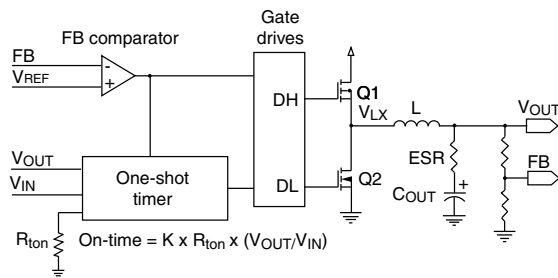 FB comparator
Gate
drives
FB
VREF
-
+
DH
Q1
VLX
L
VOUT
VOUT
VIN
One-shot
timer
DL
Q2
ESR
COUT
+
FB
Rton
On-time = K x Rton x (VOUT/VIN)